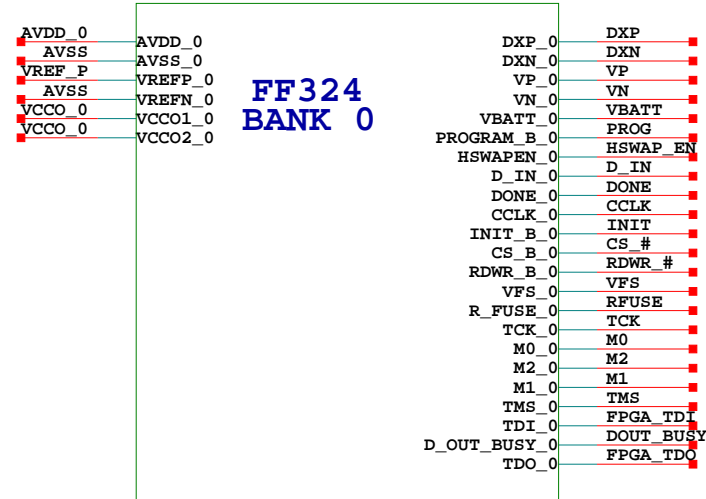 AVDD_0 AVDD_0 DXP_0 DXP
AVSS AVSS_0 DXN_0 DXN
VREF_P VREFP_0 VP_0 VP
AVSS VREFN_0 FF324 VN_0 VN
VCCO_0 VCCO1_0 BANK 0 VBATT_0 VBATT
VCCO_0 VCCO2_0 PROGRAM_B_0 PROG
HSWAPEN_0 HSWAP_EN
D_IN_0 D_IN
DONE_0 DONE
CCLK_0 CCLK
INIT_B_0 INIT
CS_B_0 CS_#
RDWR_B_0 RDWR_#
VFS_0 VFS
R_FUSE_0 RFUSE
TCK_0 TCK
M0_0 M0
M2_0 M2
M1_0 M1
TMS_0 TMS
TDI_0 FPGA_TDI
D_OUT_BUSY_0 DOUT_BUSY
TDO_0 FPGA_TDO